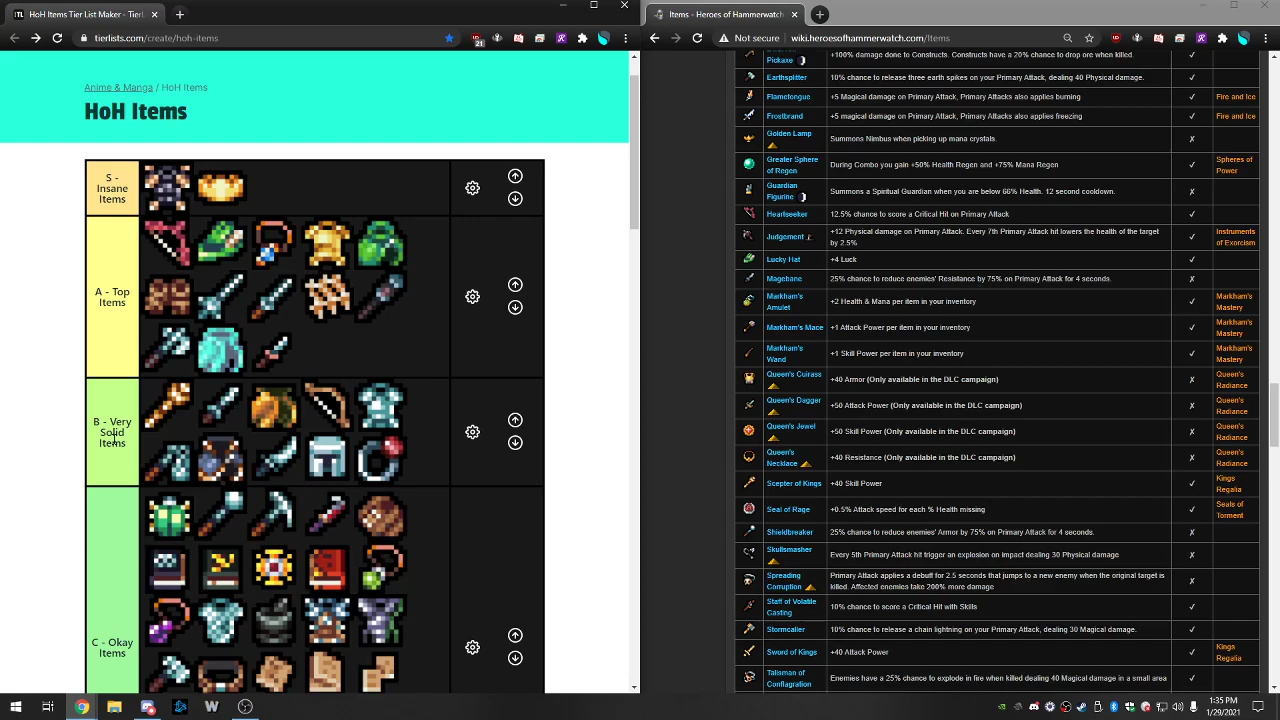 HoH Items Tier Maker - TierLists
Items - Heroes of Hammerwatch
tierlists.com/create/hoh-items
21
Not secure
wiki.heroesofhammerwatch.com/Items
Anime & Manga / HoH Items
HoH Items
S -
Insane
Items
A - Top
Items
B - Very
Solid
Items
C - Okay
Items
Pickaxe
+100% damage done to Constructs. Constructs have a 20% chance to drop ore when killed.
Earthsplitter
10% chance to release three earth spikes on your Primary Attack, dealing 40 Physical damage.
Flametongue
+5 Magical damage on Primary Attack, Primary Attacks also applies burning
Fire and Ice
Frostbrand
+5 magical damage on Primary Attack, Primary Attacks also applies freezing
Fire and Ice
Golden Lamp
Summons Nimbus when picking up mana crystals.
Greater Sphere
of Regen
During Combo you gain +50% Health Regen and +75% Mana Regen
Spheres of
Power
Guardian
Figurine
Summons a Spiritual Guardian when you are below 66% Health. 12 second cooldown.
Heartseeker
12.5% chance to score a Critical Hit on Primary Attack
Judgement
+12 Physical damage on Primary Attack. Every 7th Primary Attack hit lowers the health of the target
by 2.5%
Instruments
of Exorcism
Lucky Hat
+4 Luck
Magebane
25% chance to reduce enemies' Resistance by 75% on Primary Attack for 4 seconds.
Markham's
Amulet
+2 Health & Mana per item in your inventory
Markham's
Mastery
Markham's Mace
+1 Attack Power per item in your inventory
Markham's
Mastery
Markham's
Wand
+1 Skill Power per item in your inventory
Markham's
Mastery
Queen's Cuirass
+40 Armor (Only available in the DLC campaign)
Queen's
Radiance
Queen's Dagger
+50 Attack Power (Only available in the DLC campaign)
Queen's
Radiance
Queen's Jewel
+50 Skill Power (Only available in the DLC campaign)
Queen's
Radiance
Queen's
Necklace
+40 Resistance (Only available in the DLC campaign)
Queen's
Radiance
Scepter of Kings
+40 Skill Power
Kings
Regalia
Seal of Rage
+0.5% Attack speed for each % Health missing
Seals of
Torment
Shieldbreaker
25% chance to reduce enemies' Armor by 75% on Primary Attack for 4 seconds.
Skullsmasher
Every 5th Primary Attack hit trigger an explosion on impact dealing 30 Physical damage
Spreading
Corruption
Primary Attack applies a debuff for 2.5 seconds that jumps to a new enemy when the original target is
killed. Affected enemies take 200% more damage
Staff of Volatile
Casting
10% chance to score a Critical Hit with Skills
Stormcaller
10% chance to release a chain lightning on your Primary Attack, dealing 30 Magical damage.
Sword of Kings
+40 Attack Power
Kings
Regalia
Talisman of
Conflagration
Enemies have a 25% chance to explode in fire when killed dealing 40 Magical damage in a small area
1:35 PM
1/29/2021